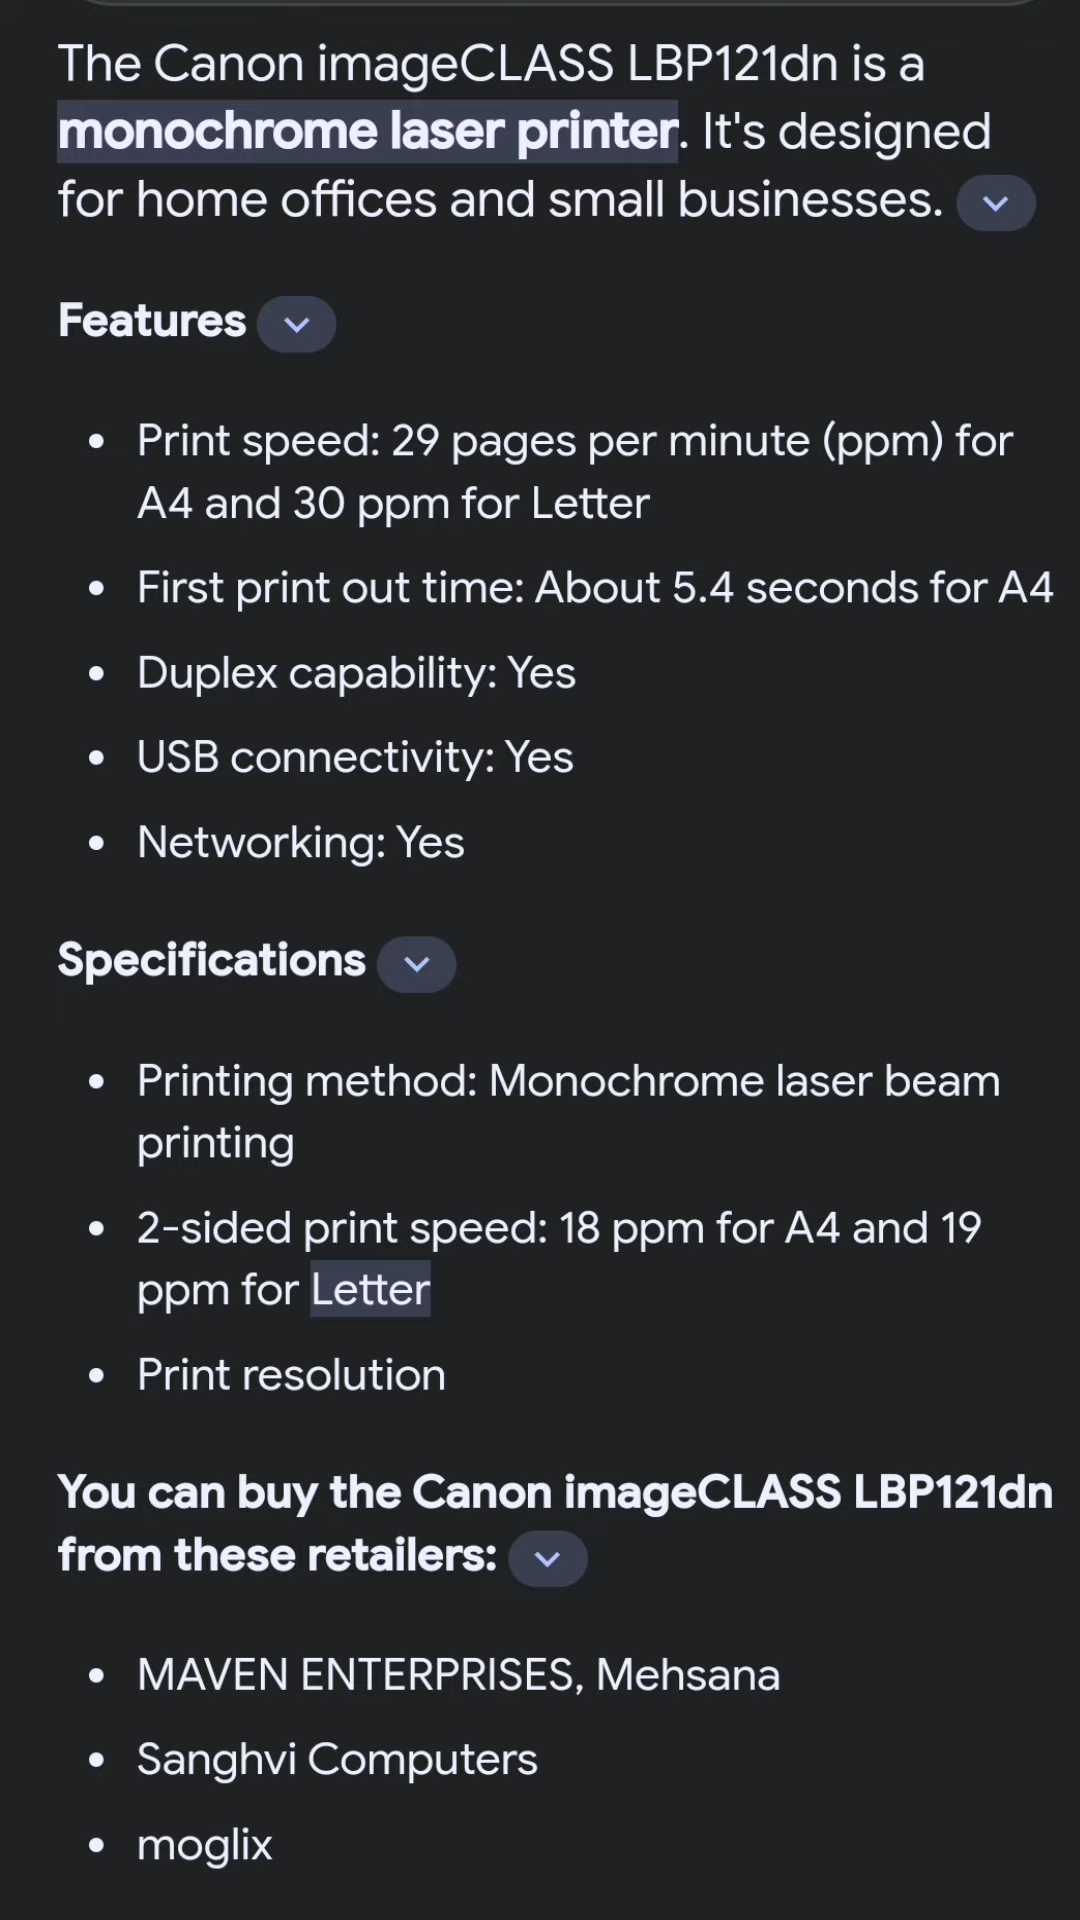 The Canon imageCLASS LBP121dn is a
monochrome laser printer. It's designed
for home offices and small businesses.
Features
• Print speed: 29 pages per minute (ppm) for
A4 and 30 ppm for Letter
• First print out time: About 5.4 seconds for A4
• Duplex capability: Yes
• USB connectivity: Yes
• Networking: Yes
Specifications
• Printing method: Monochrome laser beam
printing
• 2-sided print speed: 18 ppm for A4 and 19
ppm for Letter
• Print resolution
You can buy the Canon imageCLASS LBP121dn
from these retailers:
• MAVEN ENTERPRISES, Mehsana
• Sanghvi Computers
• moglix